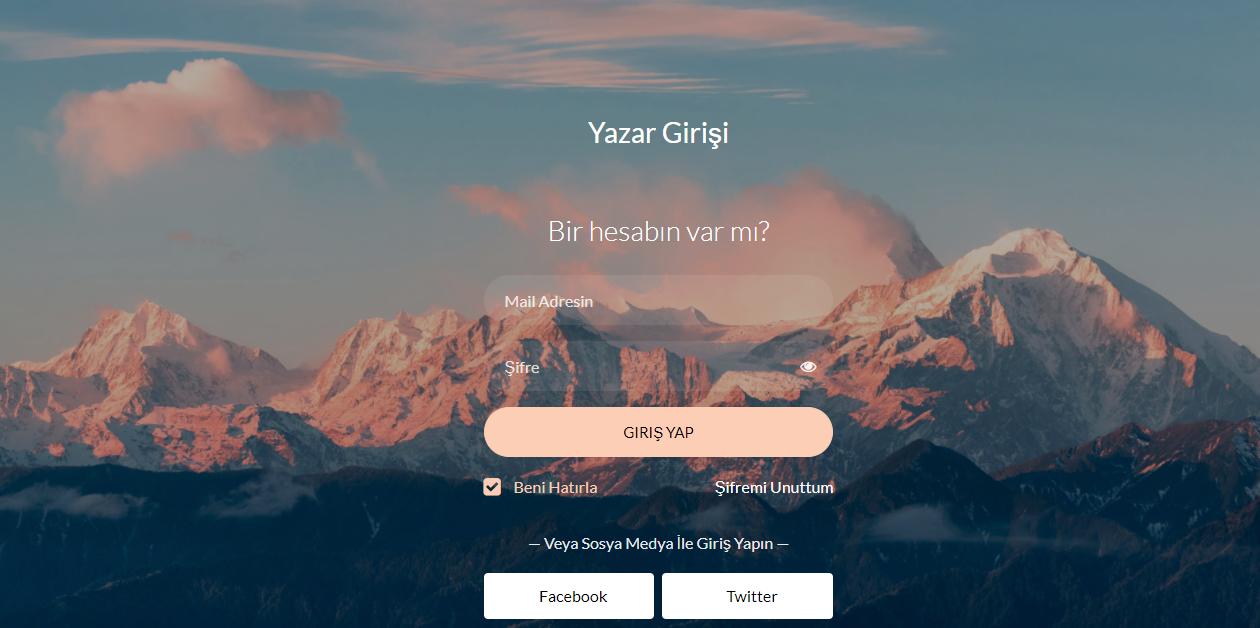 Yazar Girişi
Bir hesabın var mı?
Mail Adresin
Şifre
GIRIŞ YAP
Beni Hatırla
Şifremi Unuttum
— Veya Sosya Medya İle Giriş Yapın —
Facebook
Twitter